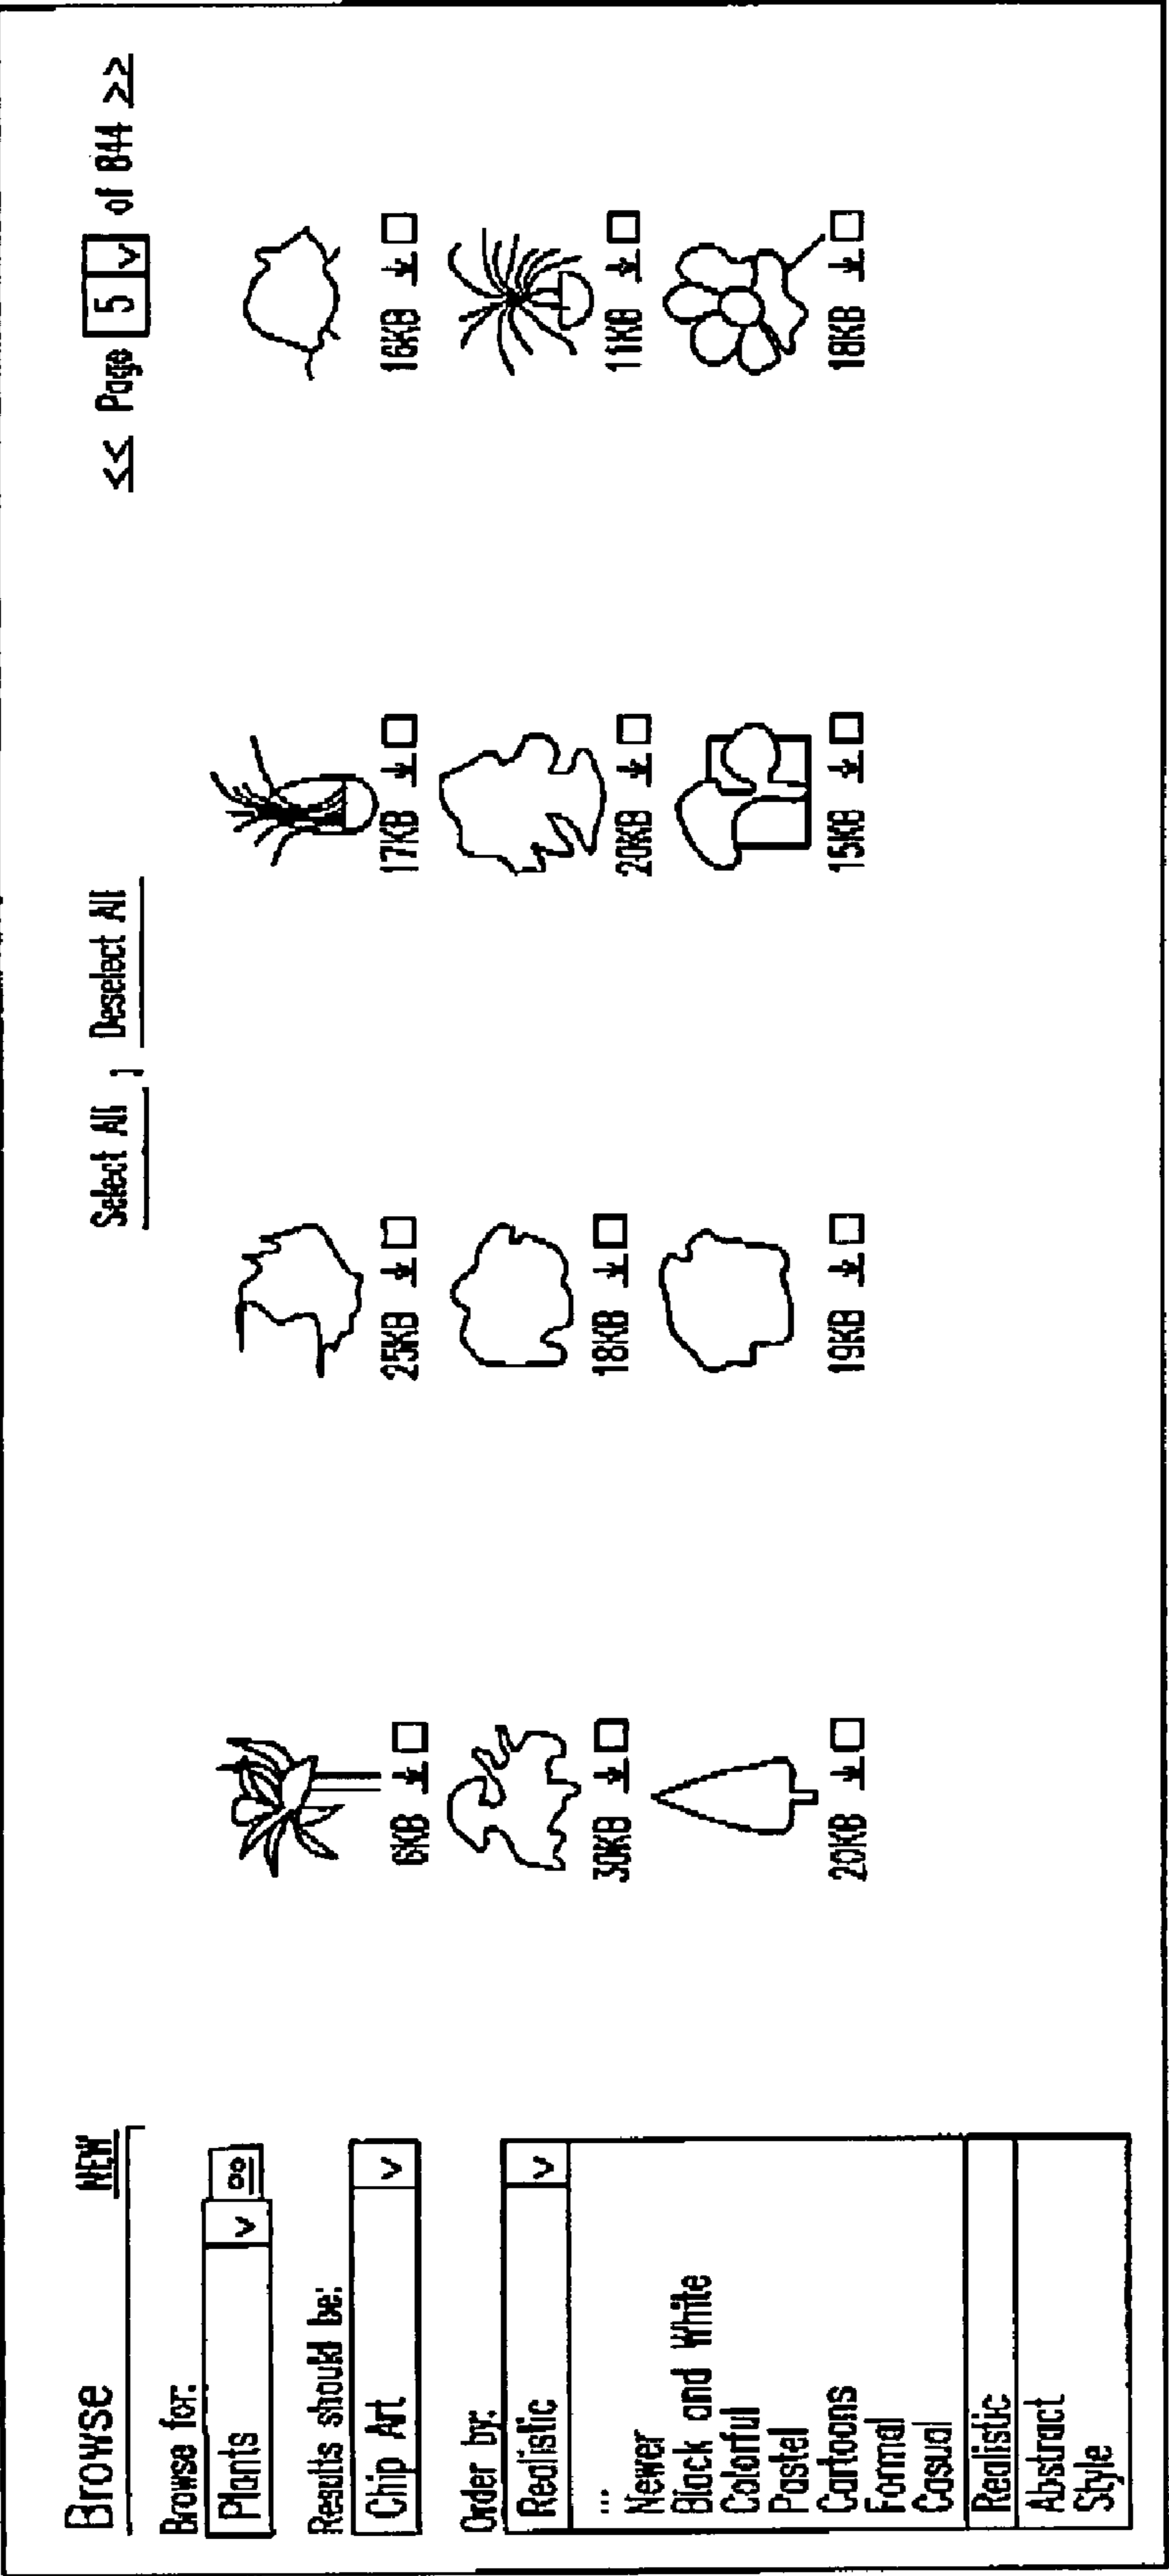 Browse NEW
Browse for:
Plants v
Results should be:
Chip Art v
Order by:
Realistic v
...
Newer
Black and White
Colorful
Pastel
Cartoons
Formal
Casual
Realistic
Abstract
Style
Select All ; Deselect All
<< Page 5 v of 844 >>
6KB
25KB
17KB
16KB
30KB
18KB
20KB
11KB
20KB
19KB
15KB
18KB